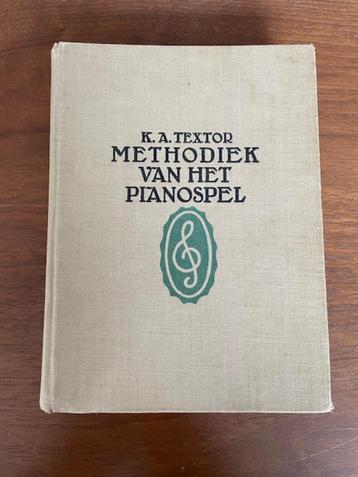 K.A.TEXTOR
METHODIEK
VAN HET
PIANOSPEL